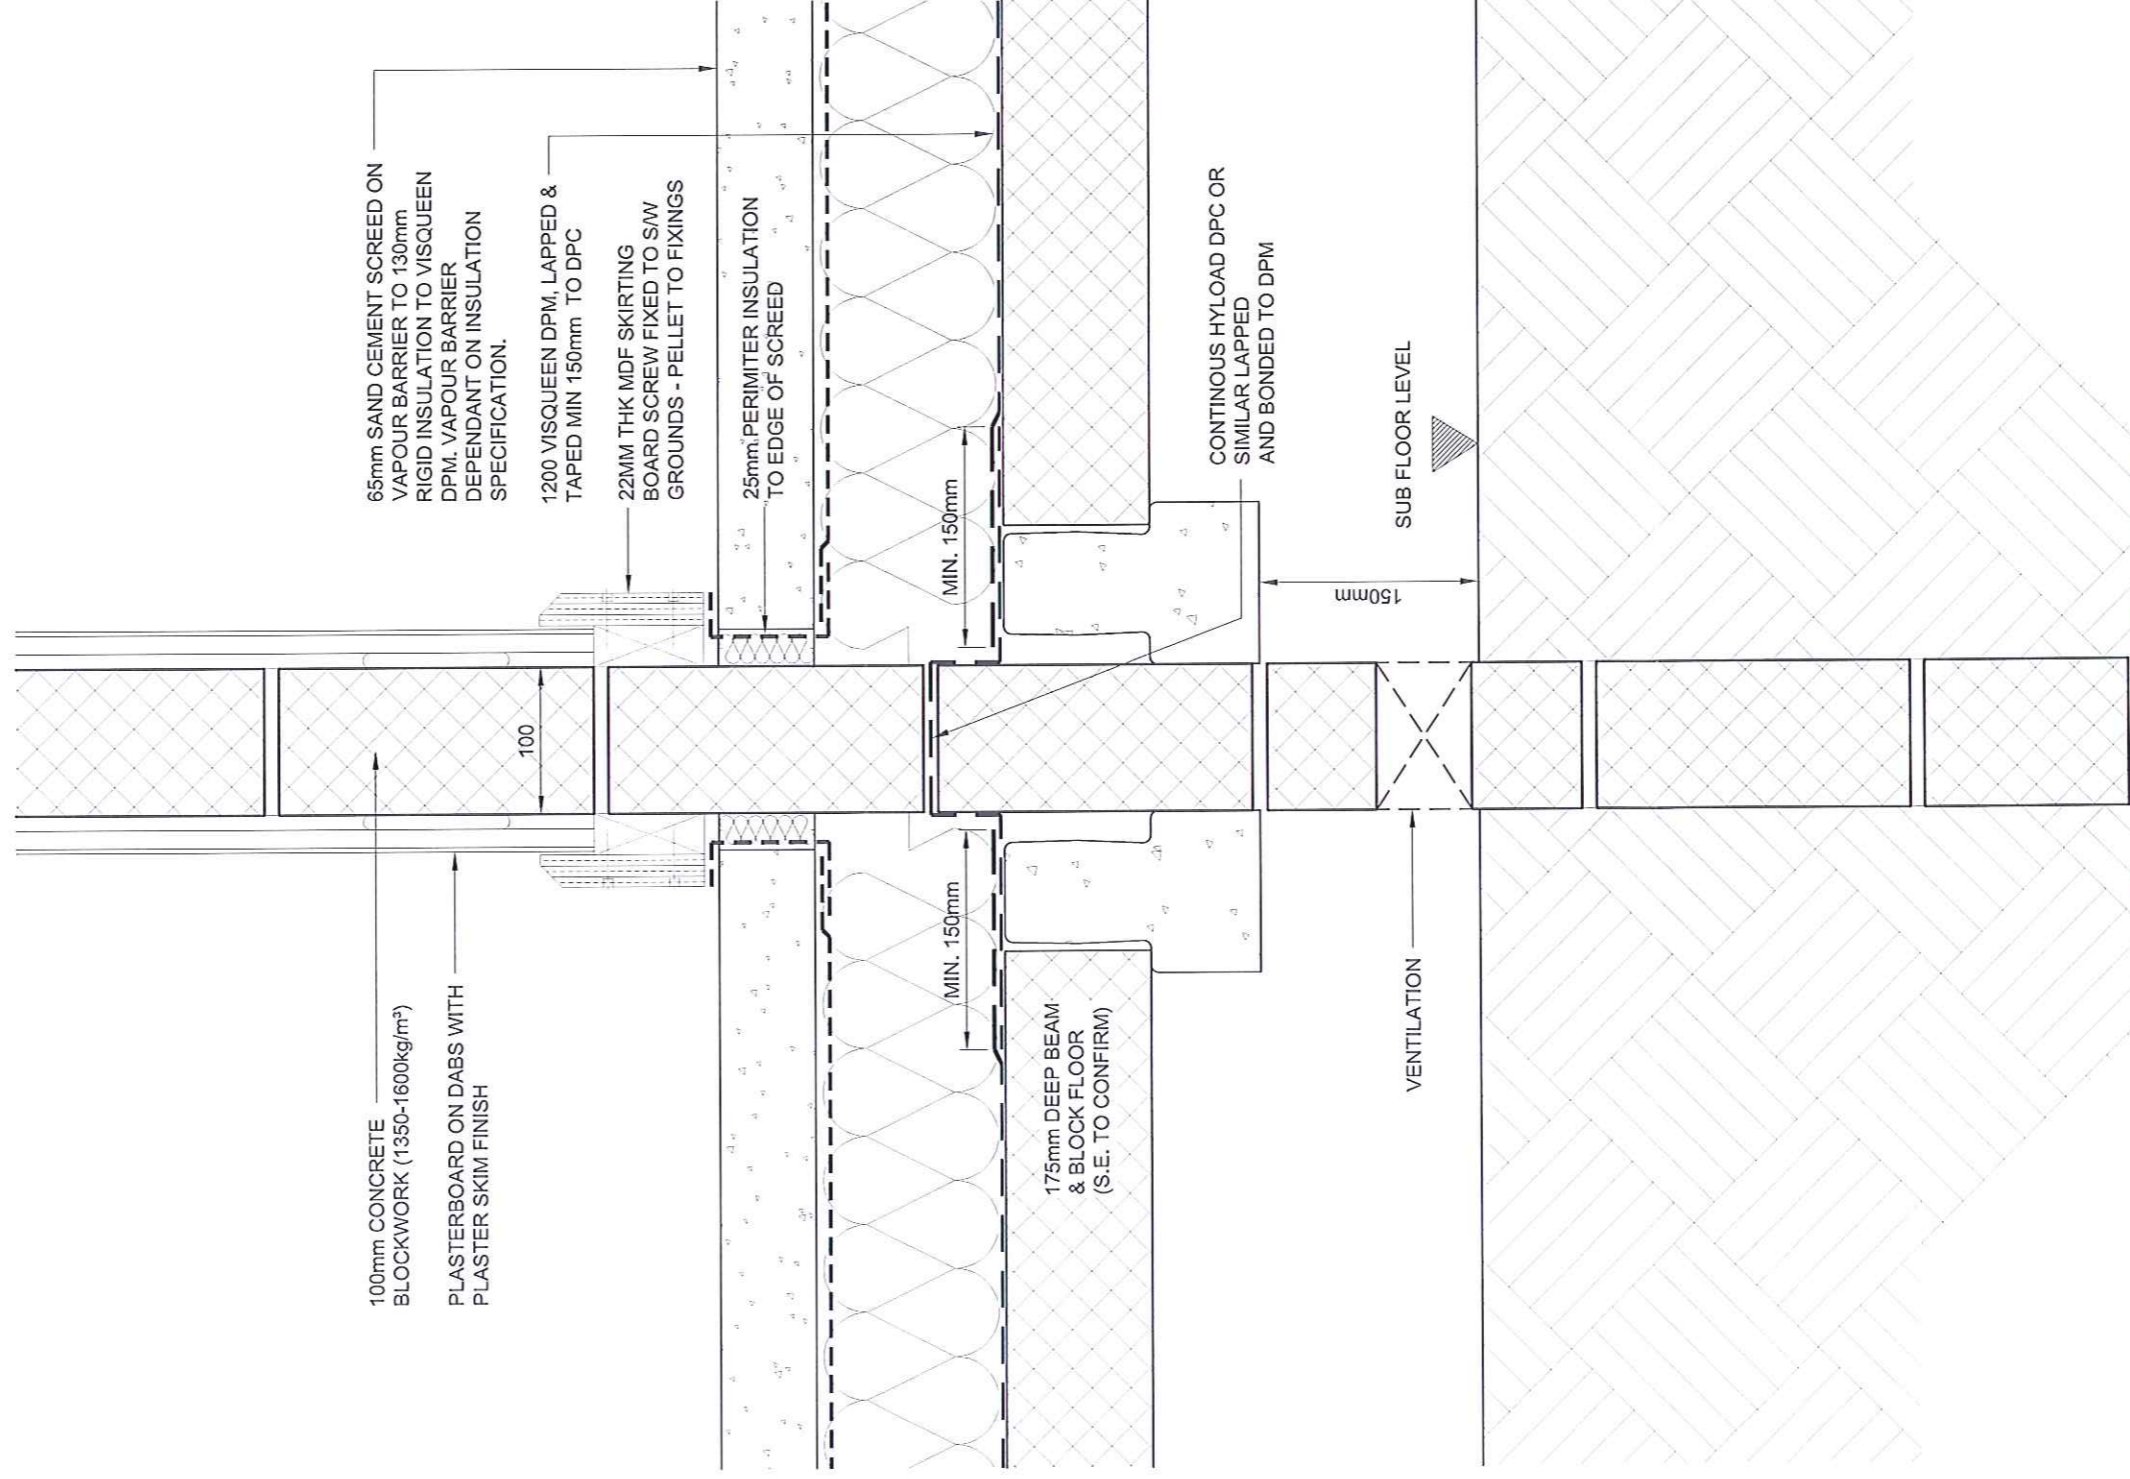 65mm SAND CEMENT SCREED ON
VAPOUR BARRIER TO 130mm
RIGID INSULATION TO VISQUEEN
DPM. VAPOUR BARRIER
DEPENDANT ON INSULATION
SPECIFICATION.
1200 VISQUEEN DPM, LAPPED &
TAPED MIN 150mm TO DPC
22MM THK MDF SKIRTING
BOARD SCREW FIXED TO S/W
GROUNDS - PELLET TO FIXINGS
25mm PERIMITER INSULATION
TO EDGE OF SCREED
100mm CONCRETE
BLOCKWORK (1350-1600kg/m³)
PLASTERBOARD ON DABS WITH
PLASTER SKIM FINISH
100
MIN. 150mm
MIN. 150mm
175mm DEEP BEAM
& BLOCK FLOOR
(S.E. TO CONFIRM)
CONTINOUS HYLOAD DPC OR
SIMILAR LAPPED
AND BONDED TO DPM
150mm
SUB FLOOR LEVEL
VENTILATION